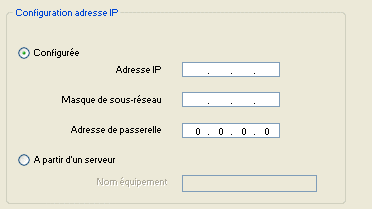 Configuration adresse IP
Configurée
Adresse IP . . .
Masque de sous-réseau . . .
Adresse de passerelle 0 . 0 . 0 . 0
A partir d'un serveur
Nom équipement